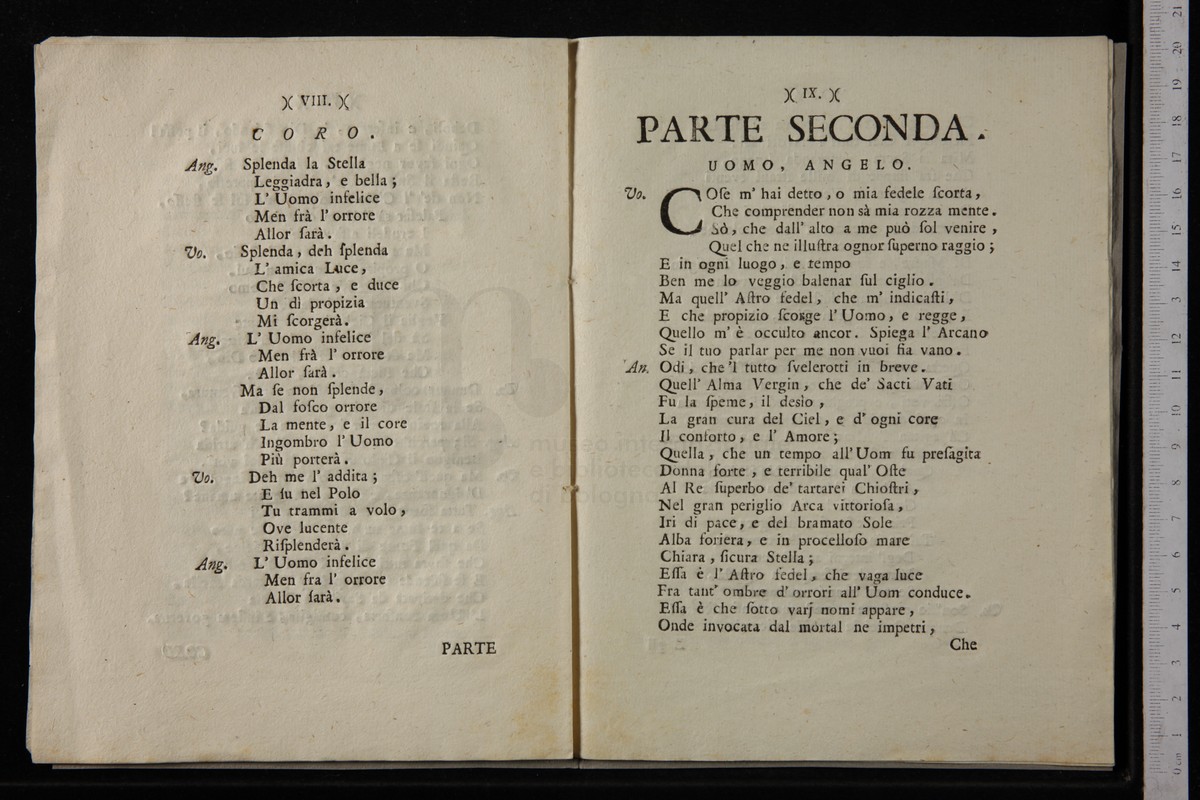 )( VIII. )(
CORO.
Ang. Splenda la Stella
Leggiadra, e bella;
L' Uomo infelice
Men frà l' orrore
Allor ſarà.
Uo. Splenda, deh ſplenda
L' amica Luce,
Che ſcorta, e duce
Un dì propizia
Mi ſcorgerà.
Ang. L' Uomo infelice
Men frà l' orrore
Allor ſarà.
Ma ſe non ſplende,
Dal foſco orrore
La mente, e il core
Ingombro l' Uomo
Più porterà.
Uo. Deh me l' addita;
E ſu nel Polo
Tu trammi a volo,
Ove lucente
Riſplenderà.
Ang. L' Uomo infelice
Men fra l' orrore
Allor ſarà.
PARTE
)( IX. )(
PARTE SECONDA.
UOMO, ANGELO.
Uo. COſe m' hai detto, o mia fedele ſcorta,
Che comprender non sà mia rozza mente.
Sò, che dall' alto a me può ſol venire,
Quel che ne illuſtra ognor ſuperno raggio;
E in ogni luogo, e tempo
Ben me lo veggio balenar ſul ciglio.
Ma quell' Aſtro fedel, che m' indicaſti,
E che propizio ſcorge l' Uomo, e regge,
Quello m' è occulto ancor. Spiega l' Arcano
Se il tuo parlar per me non vuoi ſia vano.
An. Odi, che 'l tutto ſvelerotti in breve.
Quell' Alma Vergin, che de' Sacri Vati
Fu la ſpeme, il desìo,
La gran cura del Ciel, e d' ogni core
Il conforto, e l' Amore;
Quella, che un tempo all' Uom fu preſagita
Donna forte, e terribile qual' Oſte
Al Re ſuperbo de' tartarei Chioſtri,
Nel gran periglio Arca vittorioſa,
Iri di pace, e del bramato Sole
Alba foriera, e in procelloſo mare
Chiara, ſicura Stella;
Eſſa è l' Aſtro fedel, che vaga luce
Fra tant' ombre d' orrori all' Uom conduce.
Eſſa è che ſotto varj nomi appare,
Onde invocata dal mortal ne impetri,
Che